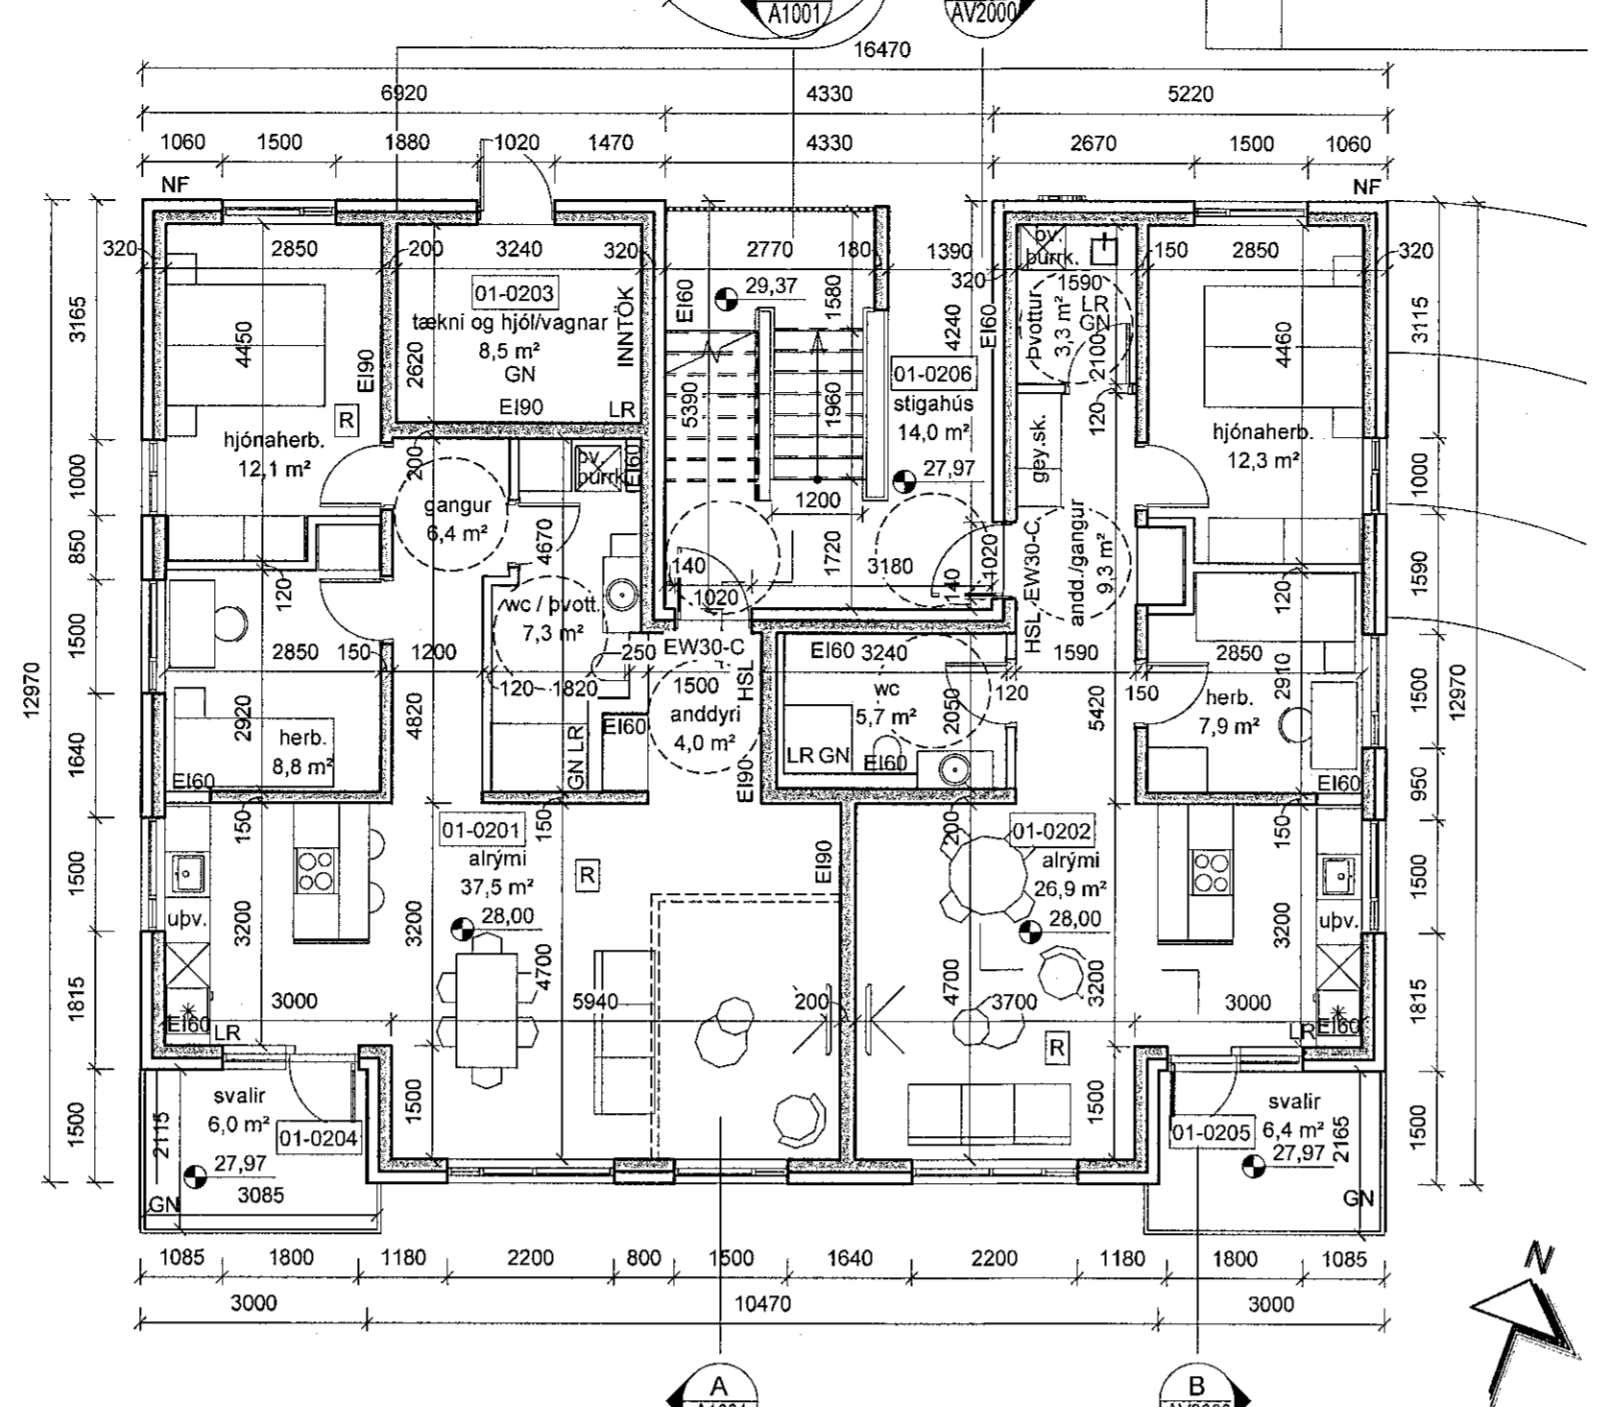 A1001
AV2000
16470
6920 4330 5220
1060 1500 1880 1020 1470 4330 2670 1500 1060
NF NF
320 2850 200 3240 320 2770 180 1390 320 1590 150 2850 320
þv.
þurrk.
01-0203
tækni og hjól/vagnar
8,5 m²
GN
EI90
LR
INNTÖK
EI60
29,37
1580
4240
EI60
Þvottur
3,3 m²
LR
GN
2100
3165
4450
EI90
2620
5390
1960
01-0206
stigahús
14,0 m²
27,97
120
4460
3115
R
hjónaherb.
12,1 m²
hjónaherb.
12,3 m²
1000
200
þv.
þurrk.
EI60
gey.sk.
1000
gangur
6,4 m²
4670
1200
1720
3180
140
1020
140
1020
HSL EW30-C
andd./gangur
9,3 m²
850
120
wc / þvott.
7,3 m²
EW30-C
HSL
120
1590
12970
1500
2850 150 1200 250 EI60 3240 1590 2850
120 1820 1500 120 150
anddyri
4,0 m²
wc
5,7 m²
2050
5420
herb.
7,9 m²
2910
1500
12970
1640
2920
4820
herb.
8,8 m²
EI60
GN LR
EI60
EI90
LR GN
EI60
EI60
950
150
150
200
150
01-0201
alrými
37,5 m²
28,00
R
EI90
01-0202
alrými
26,9 m²
28,00
1500
uþv.
3200
3200
4700
4700
3200
3200
uþv.
1500
1815
3000 5940 200 3700 3000
EI60
LR
R
LR
EI60
1815
svalir
6,0 m²
01-0204
27,97
2115
3085
GN
1500
1500
1500
svalir
01-0205
6,4 m²
27,97
2165
GN
1500
1085 1800 1180 2200 800 1500 1640 2200 1180 1800 1085
3000 10470 3000
N
A
B